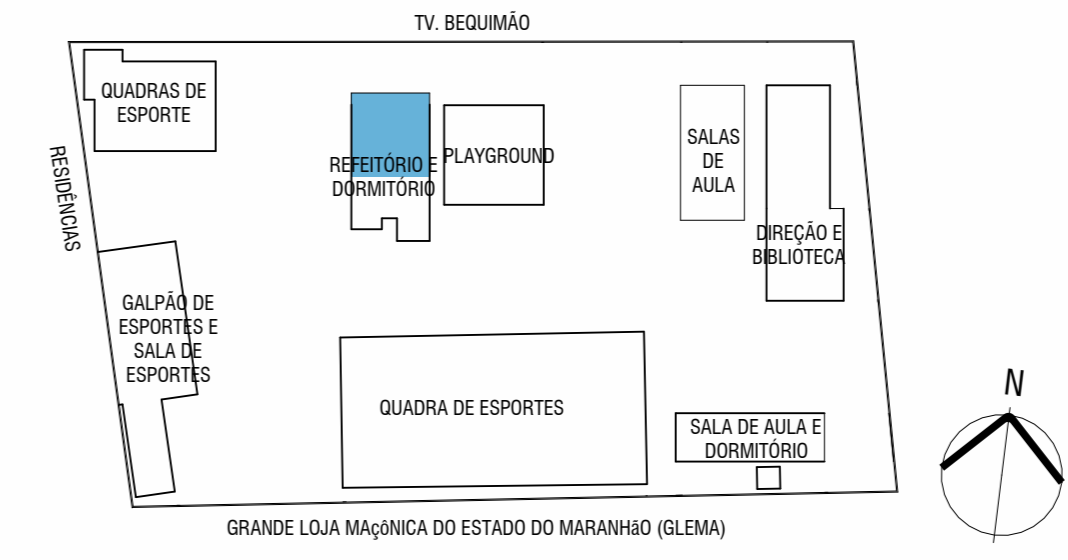 TV. BEQUIMÃO
QUADRAS DE
ESPORTE
RESIDÊNCIAS
REFEITÓRIO E
DORMITÓRIO
PLAYGROUND
SALAS
DE
AULA
DIREÇÃO E
BIBLIOTECA
GALPÃO DE
ESPORTES E
SALA DE
ESPORTES
QUADRA DE ESPORTES
SALA DE AULA E
DORMITÓRIO
N
GRANDE LOJA MAçôNICA DO ESTADO DO MARANHãO (GLEMA)